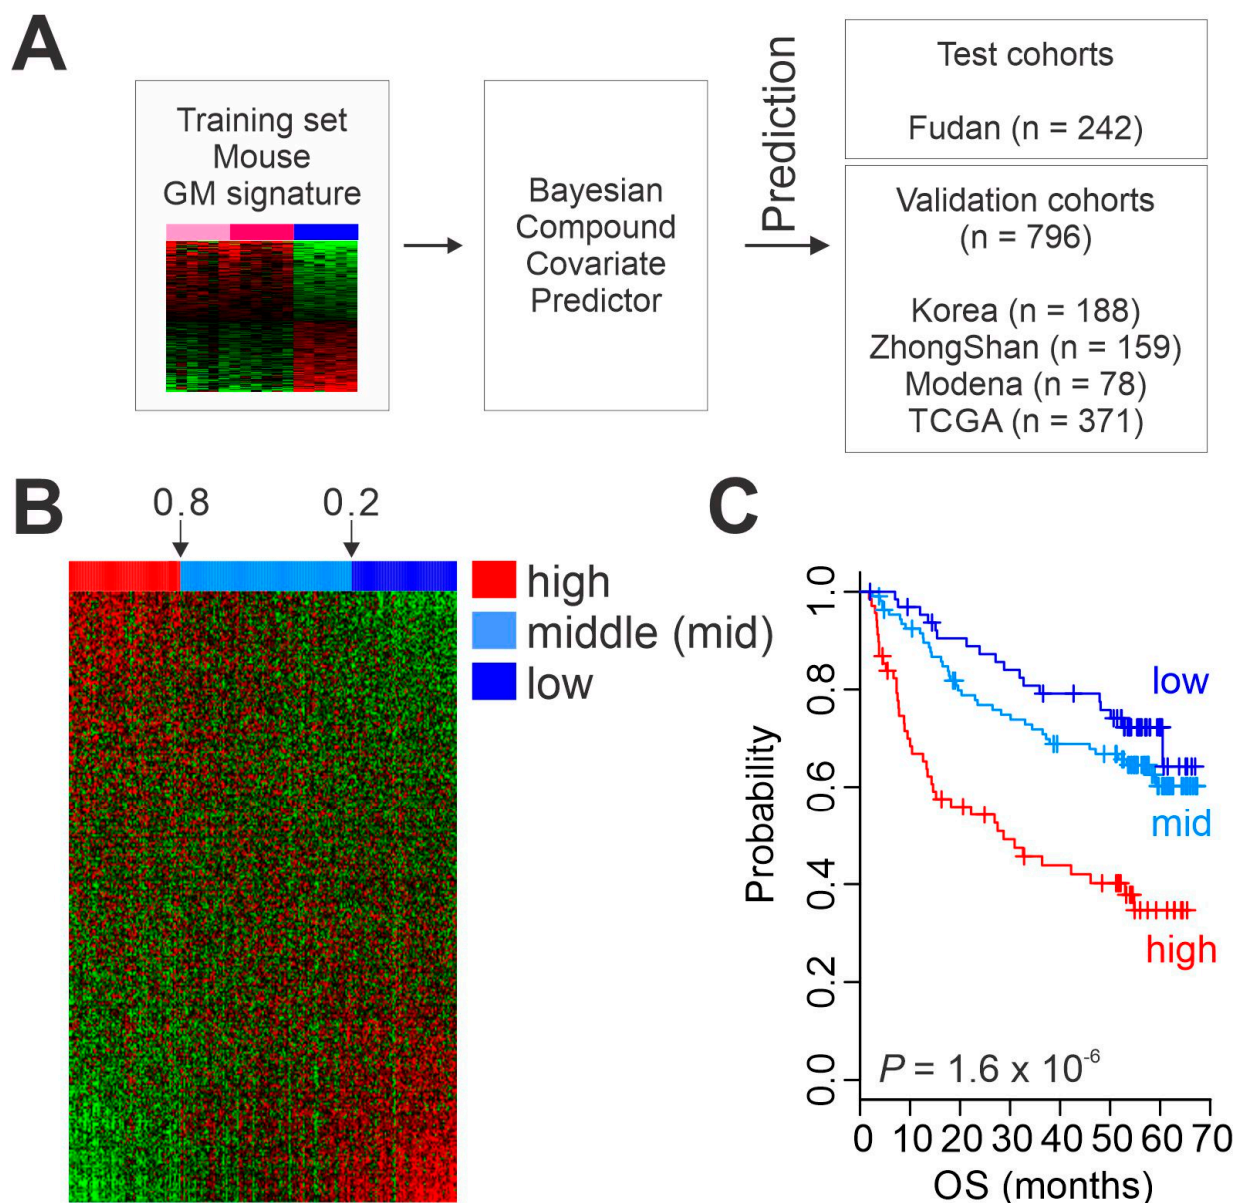 A
Training set
Mouse
GM signature
Bayesian
Compound
Covariate
Predictor
Prediction
Test cohorts
Fudan (n = 242)
Validation cohorts
(n = 796)
Korea (n = 188)
ZhongShan (n = 159)
Modena (n = 78)
TCGA (n = 371)
B
0.8
0.2
high
middle (mid)
low
C
Probability
1.0
0.8
0.6
0.4
0.2
0.0
low
mid
high
P = 1.6 x 10⁻⁶
0 10 20 30 40 50 60 70
OS (months)